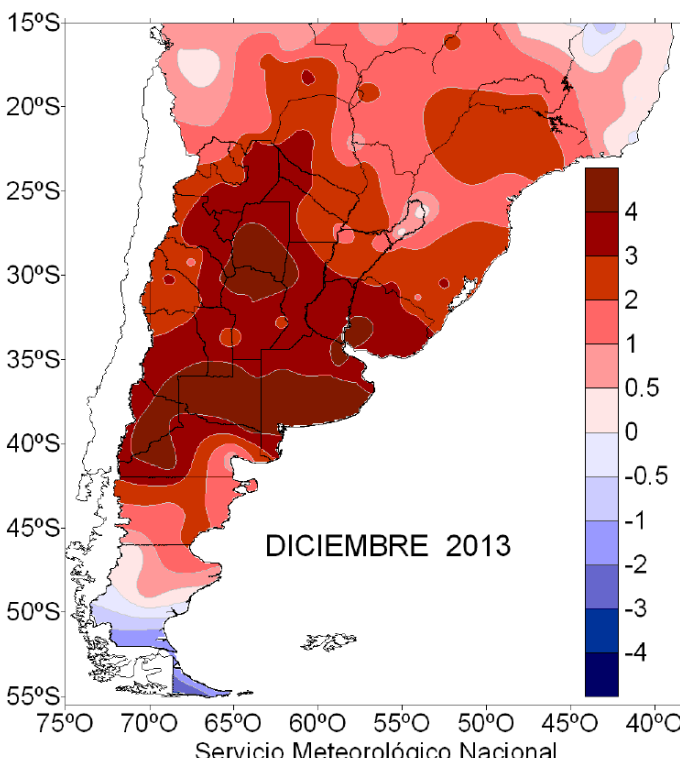 15ºS
20ºS
25ºS
30ºS
35ºS
40ºS
45ºS
50ºS
55ºS
4
3
2
1
0.5
0
-0.5
-1
-2
-3
-4
DICIEMBRE 2013
75ºO 70ºO 65ºO 60ºO 55ºO 50ºO 45ºO 40ºO
Servicio Meteorológico Nacional